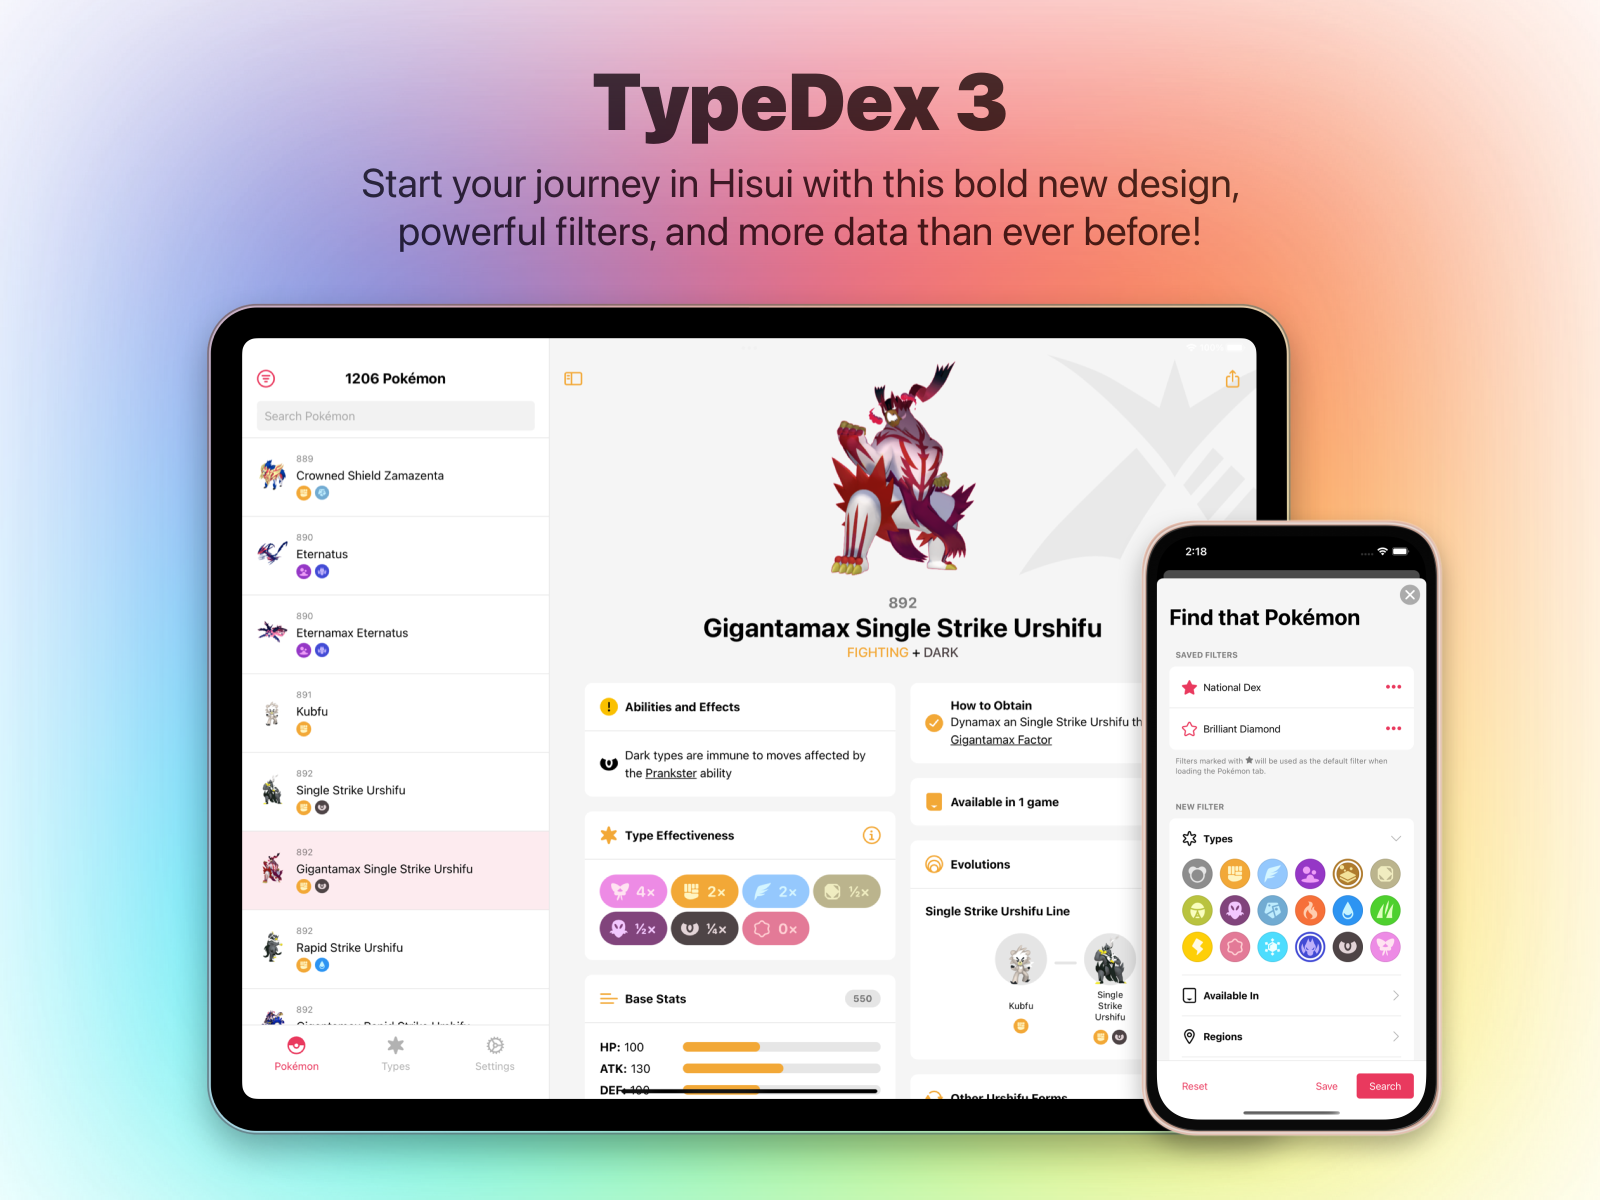 TypeDex 3
Start your journey in Hisui with this bold new design,
powerful filters, and more data than ever before!
1206 Pokémon
Search Pokémon
889
Crowned Shield Zamazenta
890
Eternatus
890
Eternamax Eternatus
891
Kubfu
892
Single Strike Urshifu
892
Gigantamax Single Strike Urshifu
892
Rapid Strike Urshifu
892
Gigantamax Rapid Strike Urshifu
Pokémon
Types
Settings
892
Gigantamax Single Strike Urshifu
FIGHTING + DARK
Abilities and Effects
Dark types are immune to moves affected by
the Prankster ability
Type Effectiveness
4×
2×
2×
½×
½×
¼×
0×
Base Stats
550
HP: 100
ATK: 130
DEF: 100
How to Obtain
Dynamax an Single Strike Urshifu th
Gigantamax Factor
Available in 1 game
Evolutions
Single Strike Urshifu Line
Kubfu
Single
Strike
Urshifu
Other Urshifu Forms
2:18
Find that Pokémon
SAVED FILTERS
National Dex
Brilliant Diamond
Filters marked with ★ will be used as the default filter when
loading the Pokémon tab.
NEW FILTER
Types
Available In
Regions
Reset
Save
Search